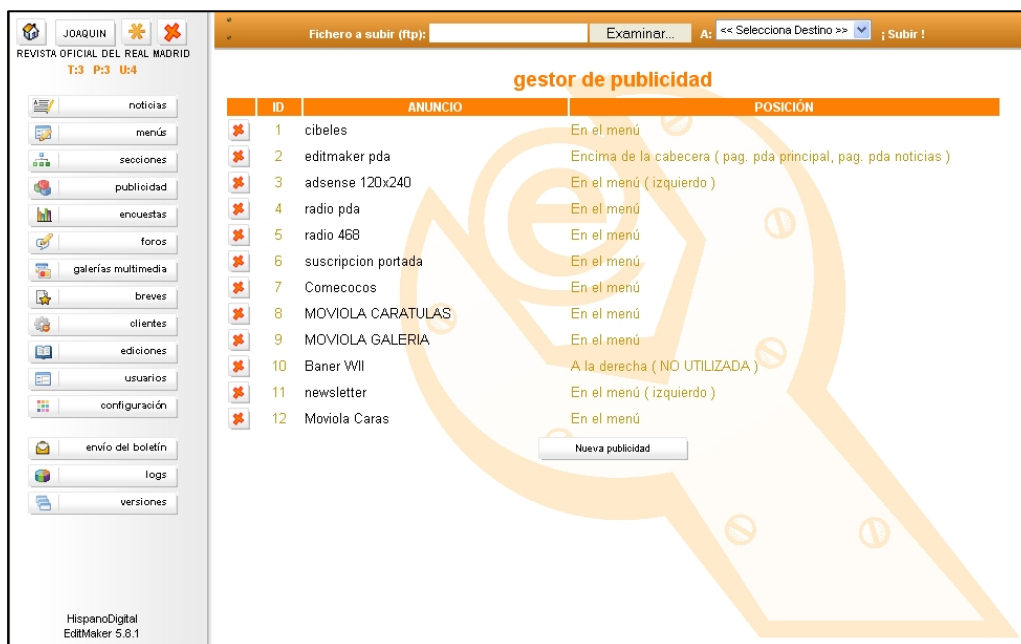 JOAQUIN
REVISTA OFICIAL DEL REAL MADRID
T:3 P:3 U:4
noticias
menús
secciones
publicidad
encuestas
foros
galerías multimedia
breves
clientes
ediciones
usuarios
configuración
envío del boletín
logs
versiones
HispanoDigital
EditMaker 5.8.1
Fichero a subir (ftp): Examinar... A: << Selecciona Destino >> ¡ Subir !
gestor de publicidad
ID ANUNCIO POSICIÓN
1 cibeles En el menú
2 editmaker pda Encima de la cabecera ( pag. pda principal, pag. pda noticias )
3 adsense 120x240 En el menú ( izquierdo )
4 radio pda En el menú
5 radio 468 En el menú
6 suscripcion portada En el menú
7 Comecocos En el menú
8 MOVIOLA CARATULAS En el menú
9 MOVIOLA GALERIA En el menú
10 Baner WII A la derecha ( NO UTILIZADA )
11 newsletter En el menú ( izquierdo )
12 Moviola Caras En el menú
Nueva publicidad